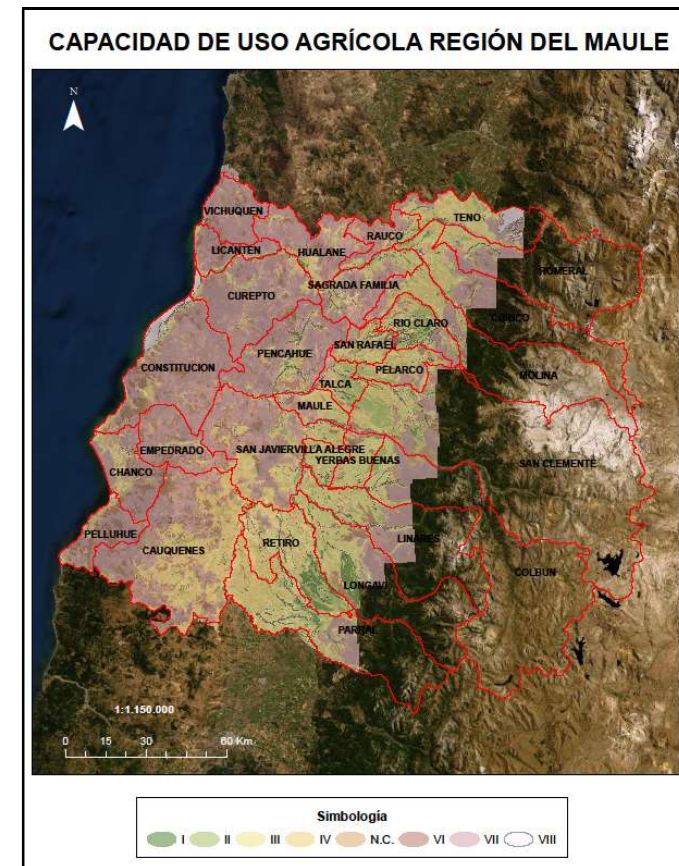 CAPACIDAD DE USO AGRÍCOLA REGIÓN DEL MAULE
N
VICHUQUEN
TENO
RAUCO
LICANTEN
HUALANE
ROMERAL
SAGRADA FAMILIA
CUREPTO
CURICO
RIO CLARO
SAN RAFAEL
PENCAHUE
CONSTITUCION
PELARCO
MOLINA
TALCA
MAULE
EMPEDRADO
SAN JAVIER
VILLA ALEGRE
YERBAS BUENAS
SAN CLEMENTE
CHANCO
PELLUHUE
CAUQUENES
RETIRO
LINARES
COLBUN
LONGAVI
PARRAL
1:1.150.000
0 15 30 60 Km
Simbología
I II III IV N.C. VI VII VIII